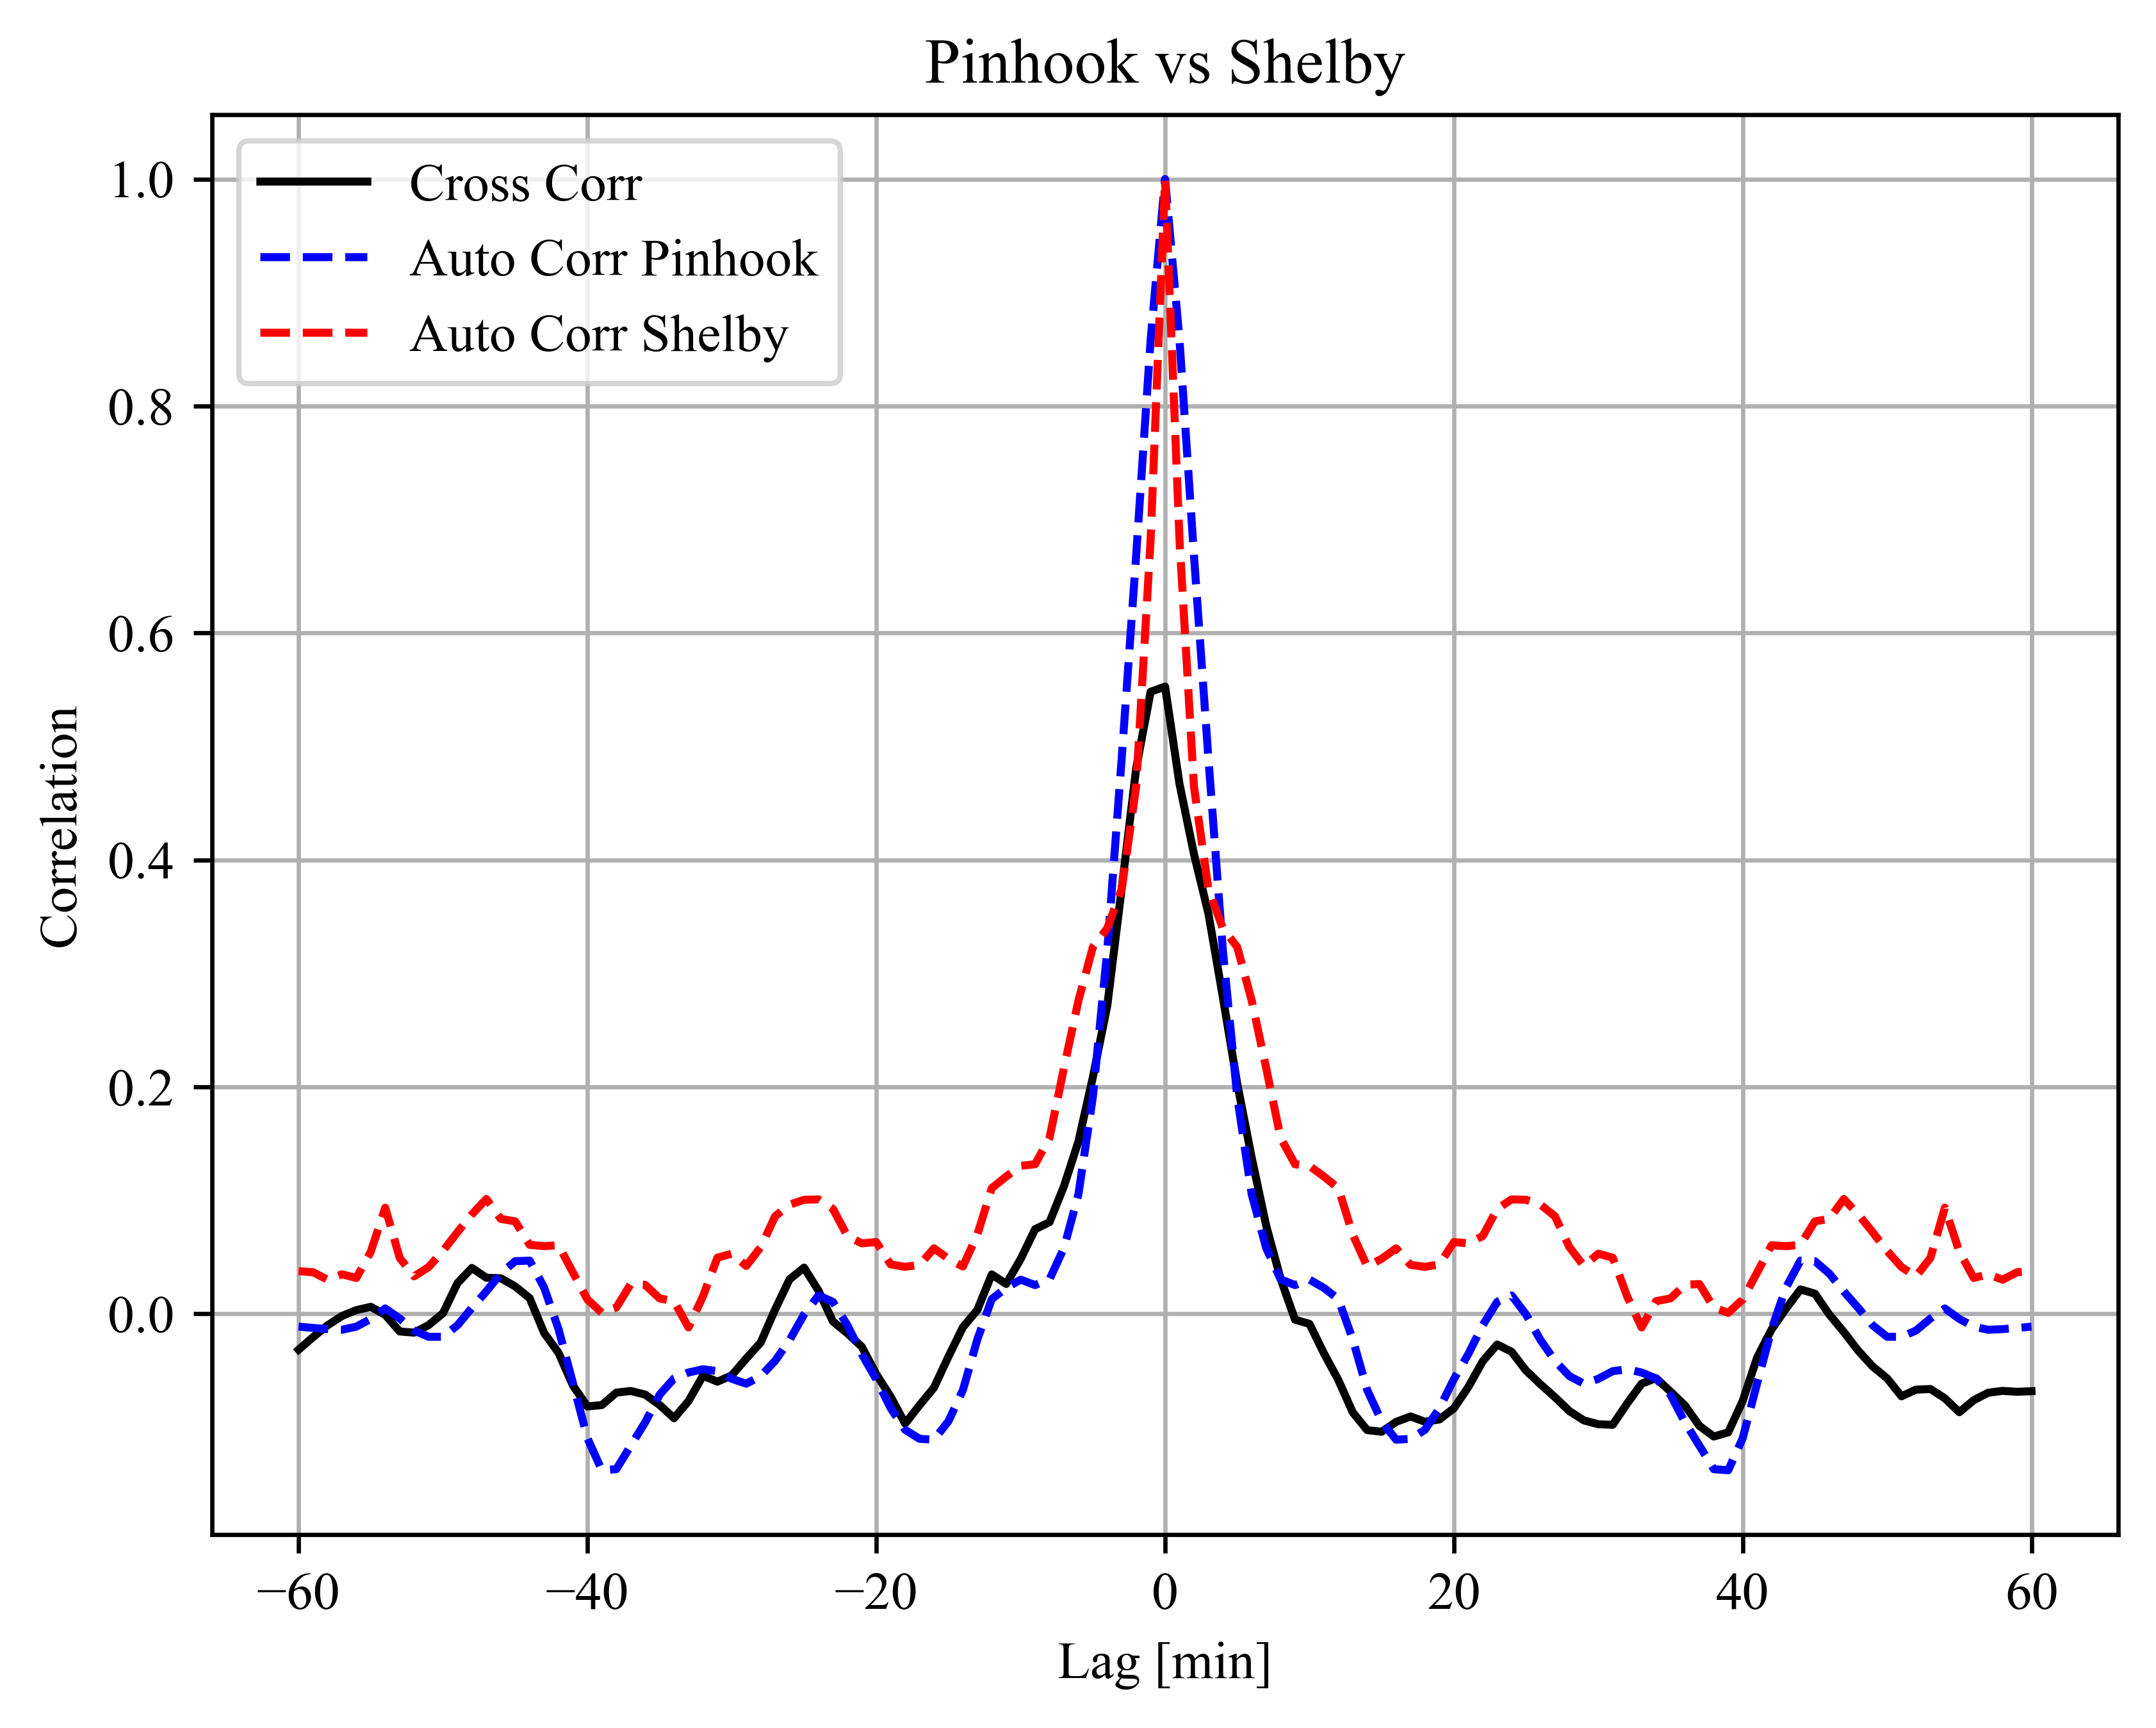 Pinhook vs Shelby
Cross Corr
Auto Corr Pinhook
Auto Corr Shelby
1.0
0.8
0.6
0.4
0.2
0.0
Correlation
−60 −40 −20 0 20 40 60
Lag [min]